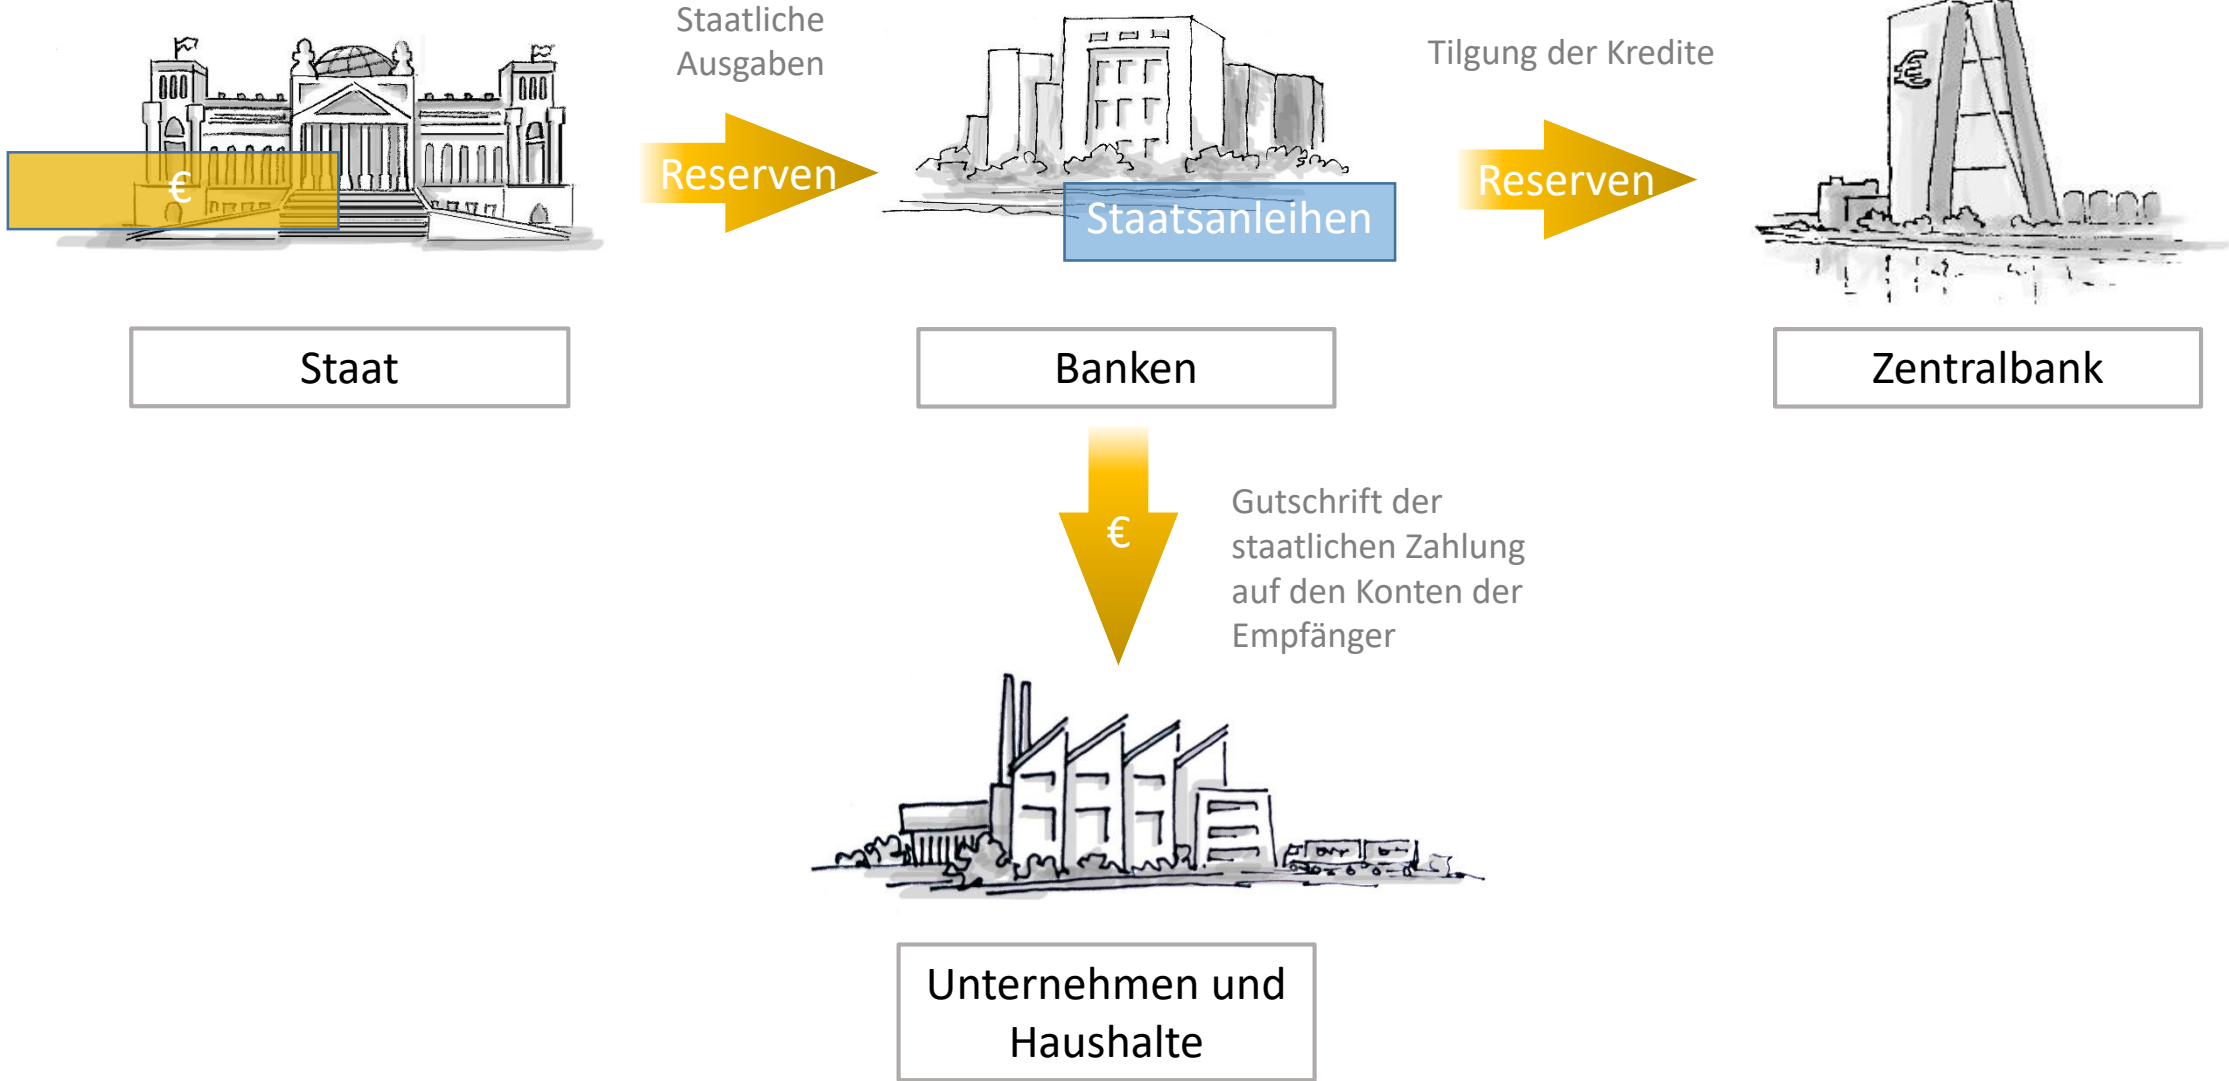 Staatliche
Ausgaben
Tilgung der Kredite
€
€
Reserven
Reserven
Staatsanleihen
Staat
Banken
Zentralbank
€
Gutschrift der
staatlichen Zahlung
auf den Konten der
Empfänger
Unternehmen und
Haushalte